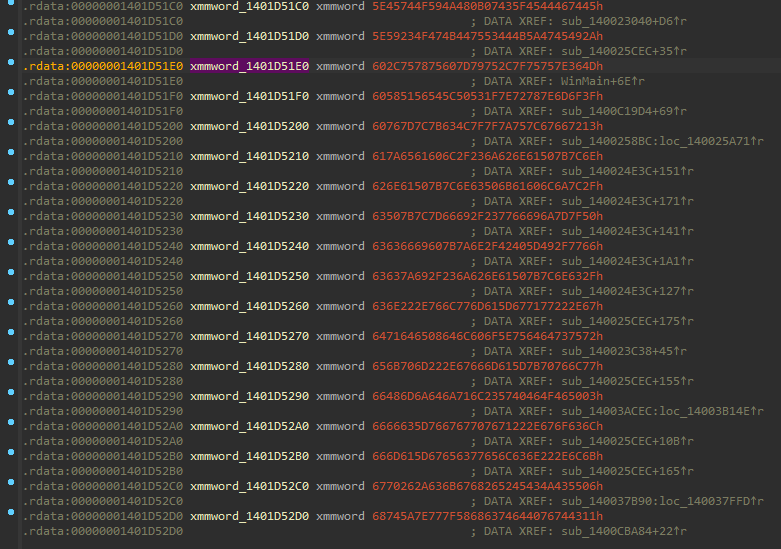 .rdata:00000001401D51C0 xmmword_1401D51C0 xmmword 5E45744F594A480B07435F4544467445h
.rdata:00000001401D51C0 ; DATA XREF: sub_140023040+D6↑r
.rdata:00000001401D51D0 xmmword_1401D51D0 xmmword 5E59234F474B447553444B5A4745492Ah
.rdata:00000001401D51D0 ; DATA XREF: sub_140025CEC+35↑r
.rdata:00000001401D51E0 xmmword_1401D51E0 xmmword 602C757875607D79752C7F75757E364Dh
.rdata:00000001401D51E0 ; DATA XREF: WinMain+6E↑r
.rdata:00000001401D51F0 xmmword_1401D51F0 xmmword 60585156545C50531F7E72787E6D6F3Fh
.rdata:00000001401D51F0 ; DATA XREF: sub_1400C19D4+69↑r
.rdata:00000001401D5200 xmmword_1401D5200 xmmword 60767D7C7B634C7F7F7A757C67667213h
.rdata:00000001401D5200 ; DATA XREF: sub_1400258BC:loc_140025A71↑r
.rdata:00000001401D5210 xmmword_1401D5210 xmmword 617A6561606C2F236A626E61507B7C6Eh
.rdata:00000001401D5210 ; DATA XREF: sub_140024E3C+151↑r
.rdata:00000001401D5220 xmmword_1401D5220 xmmword 626E61507B7C6E63506B61606C6A7C2Fh
.rdata:00000001401D5220 ; DATA XREF: sub_140024E3C+171↑r
.rdata:00000001401D5230 xmmword_1401D5230 xmmword 63507B7C7D66692F237766696A7D7F50h
.rdata:00000001401D5230 ; DATA XREF: sub_140024E3C+141↑r
.rdata:00000001401D5240 xmmword_1401D5240 xmmword 63636669607B7A6E2F42405D492F7766h
.rdata:00000001401D5240 ; DATA XREF: sub_140024E3C+1A1↑r
.rdata:00000001401D5250 xmmword_1401D5250 xmmword 63637A692F236A626E61507B7C6E632Fh
.rdata:00000001401D5250 ; DATA XREF: sub_140024E3C+127↑r
.rdata:00000001401D5260 xmmword_1401D5260 xmmword 636E222E766C776D615D677177222E67h
.rdata:00000001401D5260 ; DATA XREF: sub_140025CEC+175↑r
.rdata:00000001401D5270 xmmword_1401D5270 xmmword 6471646508646C606F5E756464737572h
.rdata:00000001401D5270 ; DATA XREF: sub_140023C38+45↑r
.rdata:00000001401D5280 xmmword_1401D5280 xmmword 656B706D222E67666D615D7B70766C77h
.rdata:00000001401D5280 ; DATA XREF: sub_140025CEC+155↑r
.rdata:00000001401D5290 xmmword_1401D5290 xmmword 66486D6A646A716C235740464F465003h
.rdata:00000001401D5290 ; DATA XREF: sub_14003ACEC:loc_14003B14E↑r
.rdata:00000001401D52A0 xmmword_1401D52A0 xmmword 6666635D766767707671222E676F636Ch
.rdata:00000001401D52A0 ; DATA XREF: sub_140025CEC+10B↑r
.rdata:00000001401D52B0 xmmword_1401D52B0 xmmword 666D615D67656377656C636E222E6C6Bh
.rdata:00000001401D52B0 ; DATA XREF: sub_140025CEC+165↑r
.rdata:00000001401D52C0 xmmword_1401D52C0 xmmword 6770262A636B6768265245434A435506h
.rdata:00000001401D52C0 ; DATA XREF: sub_140037B90:loc_140037FFD↑r
.rdata:00000001401D52D0 xmmword_1401D52D0 xmmword 68745A7E777F58686374644076744311h
.rdata:00000001401D52D0 ; DATA XREF: sub_1400CBA84+22↑r